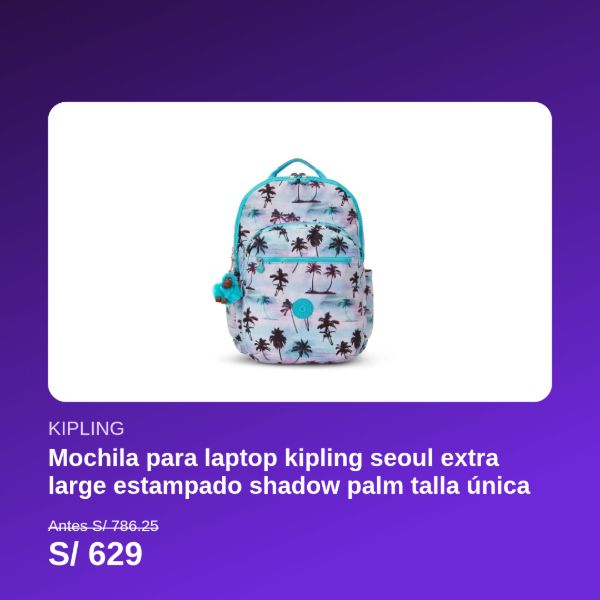 KIPLING
Mochila para laptop kipling seoul extra
large estampado shadow palm talla única
Antes S/ 786.25
S/ 629